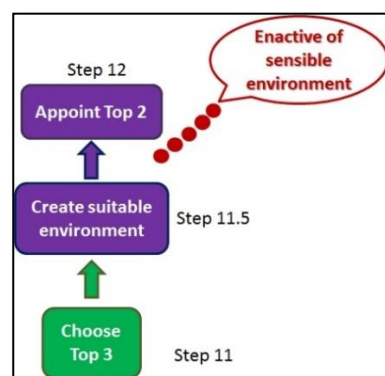 Enactive of
sensible
environment
Step 12
Appoint Top 2
Create suitable
environment
Step 11.5
Choose
Top 3
Step 11